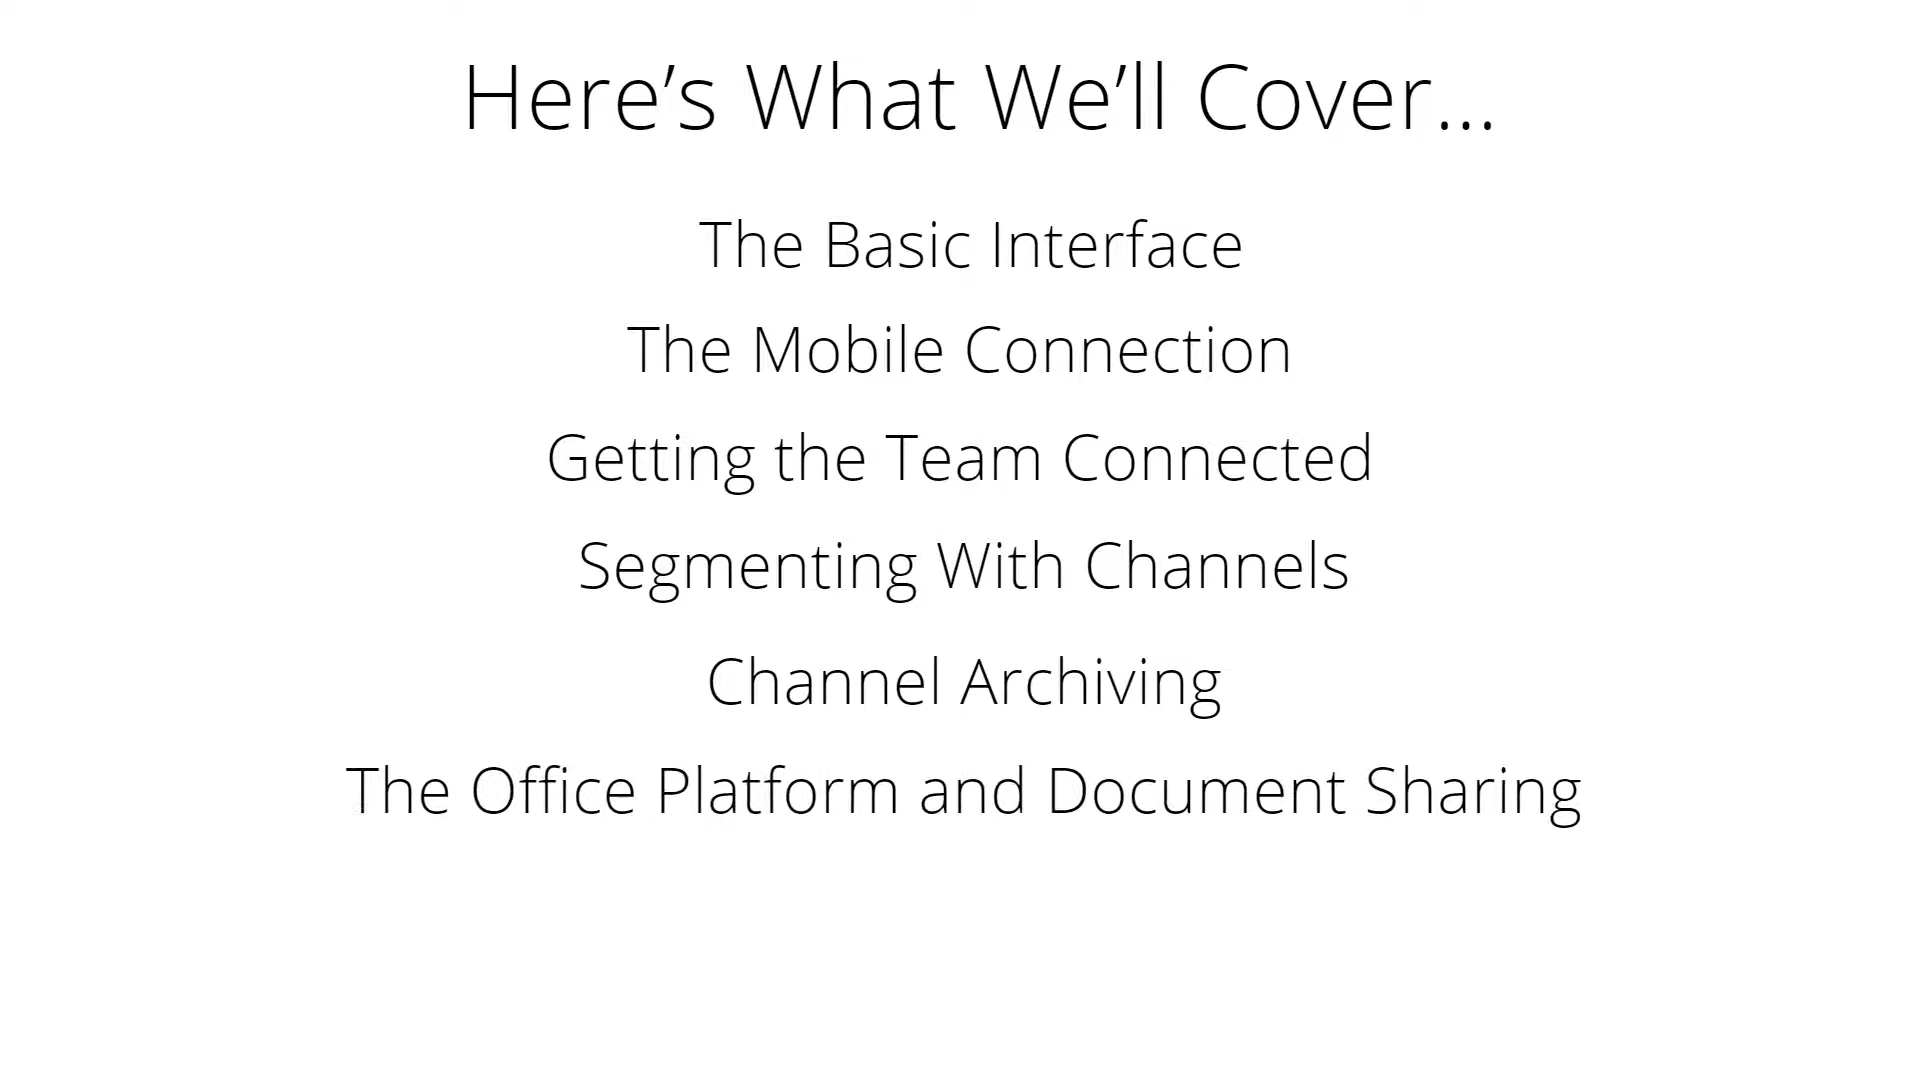 Here’s What We’ll Cover...
The Basic Interface
The Mobile Connection
Getting the Team Connected
Segmenting With Channels
Channel Archiving
The Office Platform and Document Sharing